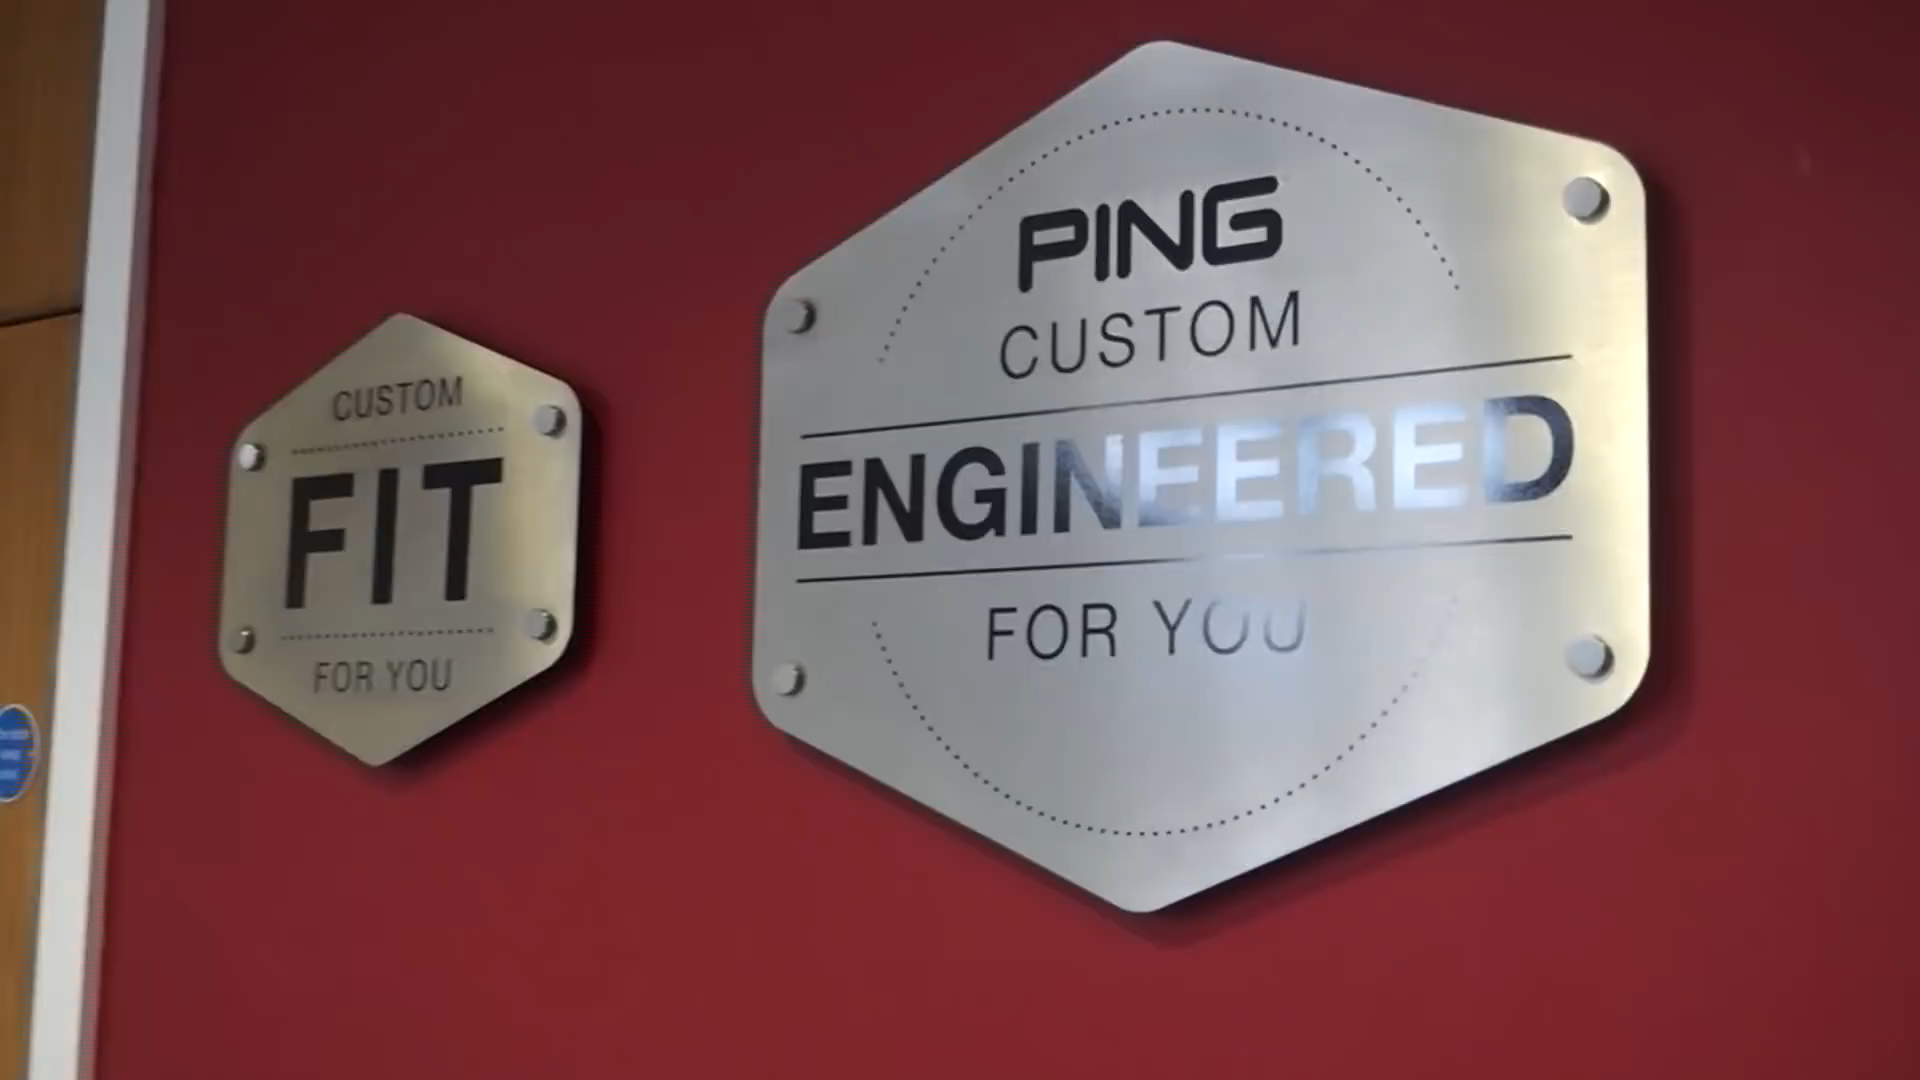 CUSTOM
FIT
FOR YOU
PING
CUSTOM
ENGINEERED
FOR YOU